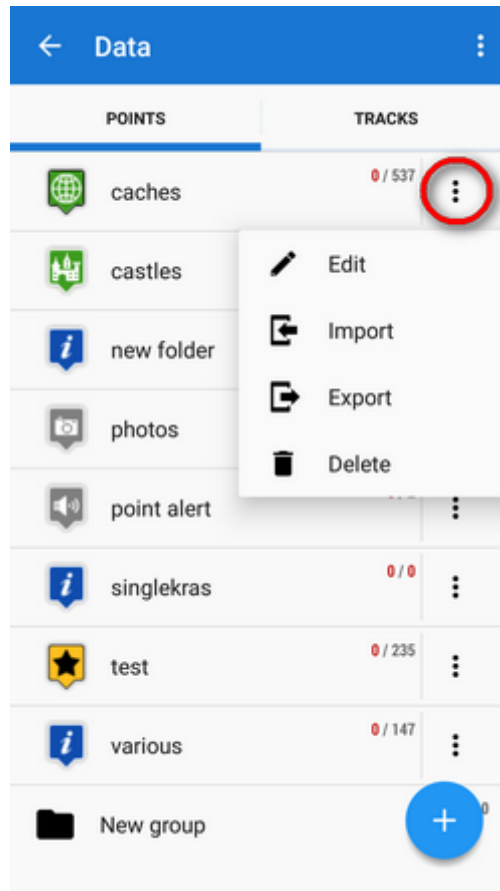 Data
POINTS
TRACKS
caches
0 / 537
castles
Edit
new folder
Import
photos
Export
Delete
point alert
singlekras
0 / 0
test
0 / 235
various
0 / 147
New group
0